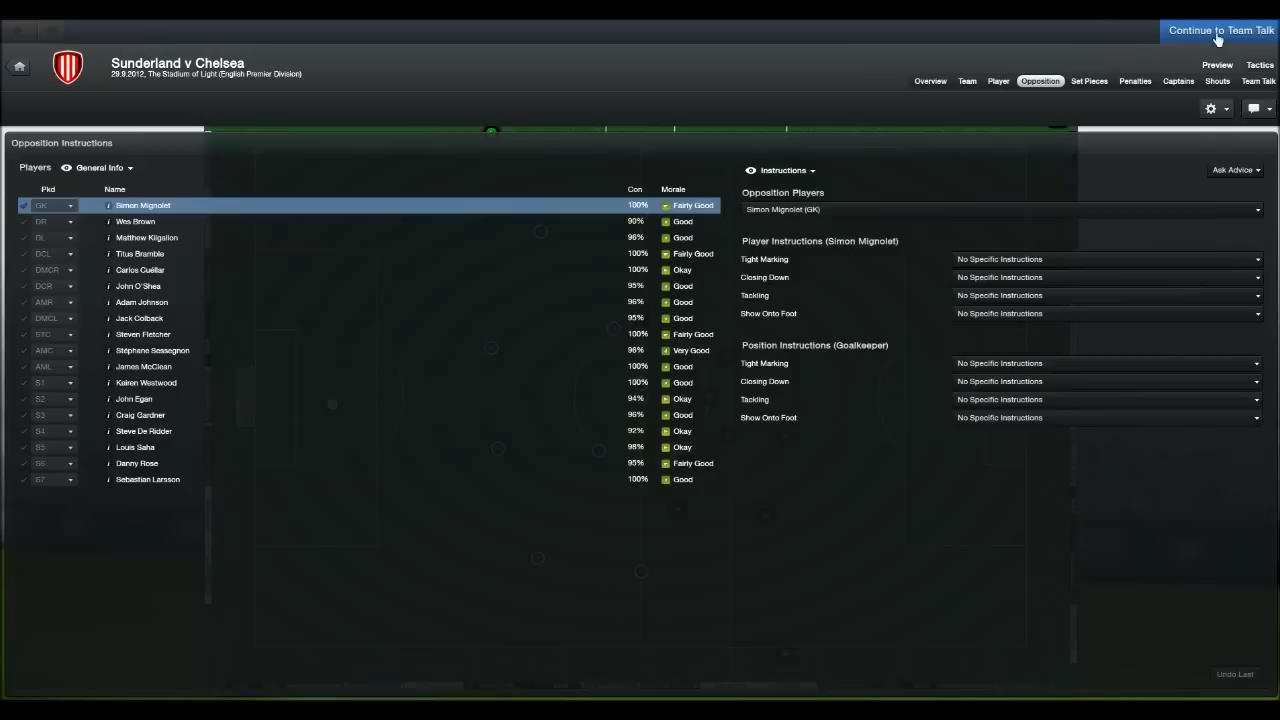 Continue to Team Talk
Sunderland v Chelsea
29.9.2012, The Stadium of Light (English Premier Division)
Preview Tactics
Overview Team Player Opposition Set Pieces Penalties Captains Shouts Team Talk
Opposition Instructions
Players General Info
Instructions
Ask Advice
Pkd Name Con Morale
GK i Simon Mignolet 100% Fairly Good
DR i Wes Brown 90% Good
DL i Matthew Kilgallon 96% Good
DCL i Titus Bramble 100% Fairly Good
DMCR i Carlos Cuéllar 100% Okay
DCR i John O'Shea 95% Good
AMR i Adam Johnson 96% Good
DMCL i Jack Colback 95% Good
STC i Steven Fletcher 100% Fairly Good
AMC i Stéphane Sessegnon 96% Very Good
AML i James McClean 100% Good
S1 i Keiren Westwood 100% Good
S2 i John Egan 94% Okay
S3 i Craig Gardner 96% Good
S4 i Steve De Ridder 92% Okay
S5 i Louis Saha 98% Okay
S6 i Danny Rose 95% Fairly Good
S7 i Sebastian Larsson 100% Good
Opposition Players
Simon Mignolet (GK)
Player Instructions (Simon Mignolet)
Tight Marking No Specific Instructions
Closing Down No Specific Instructions
Tackling No Specific Instructions
Show Onto Foot No Specific Instructions
Position Instructions (Goalkeeper)
Tight Marking No Specific Instructions
Closing Down No Specific Instructions
Tackling No Specific Instructions
Show Onto Foot No Specific Instructions
Undo Last